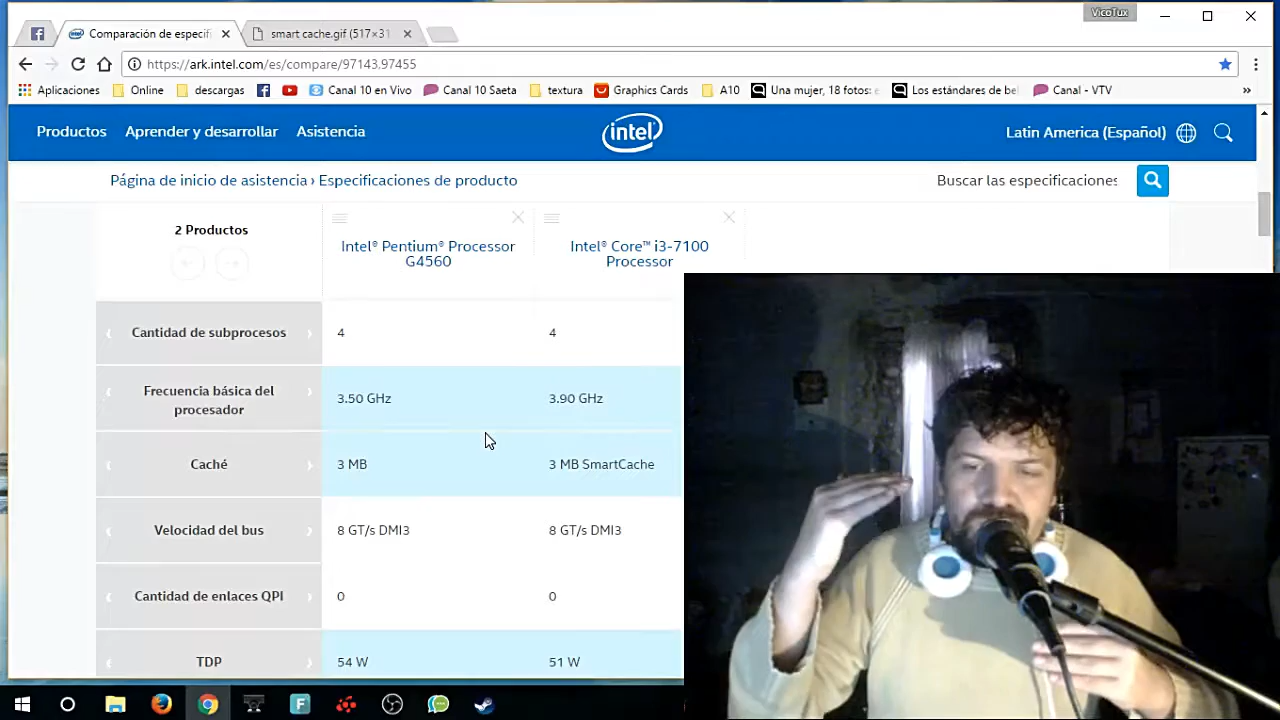 VicoTux
Comparación de especifi
smart cache.gif (517×31
https://ark.intel.com/es/compare/97143,97455
Aplicaciones
Online
descargas
Canal 10 en Vivo
Canal 10 Saeta
textura
Graphics Cards
A10
Una mujer, 18 fotos: e
Los estándares de bel
Canal - VTV
»
Productos
Aprender y desarrollar
Asistencia
intel
Latin America (Español)
Página de inicio de asistencia › Especificaciones de producto
Buscar las especificaciones
2 Productos
Intel® Pentium® Processor
G4560
Intel® Core™ i3-7100
Processor
Cantidad de subprocesos
4
4
Frecuencia básica del
procesador
3.50 GHz
3.90 GHz
Caché
3 MB
3 MB SmartCache
Velocidad del bus
8 GT/s DMI3
8 GT/s DMI3
Cantidad de enlaces QPI
0
0
TDP
54 W
51 W